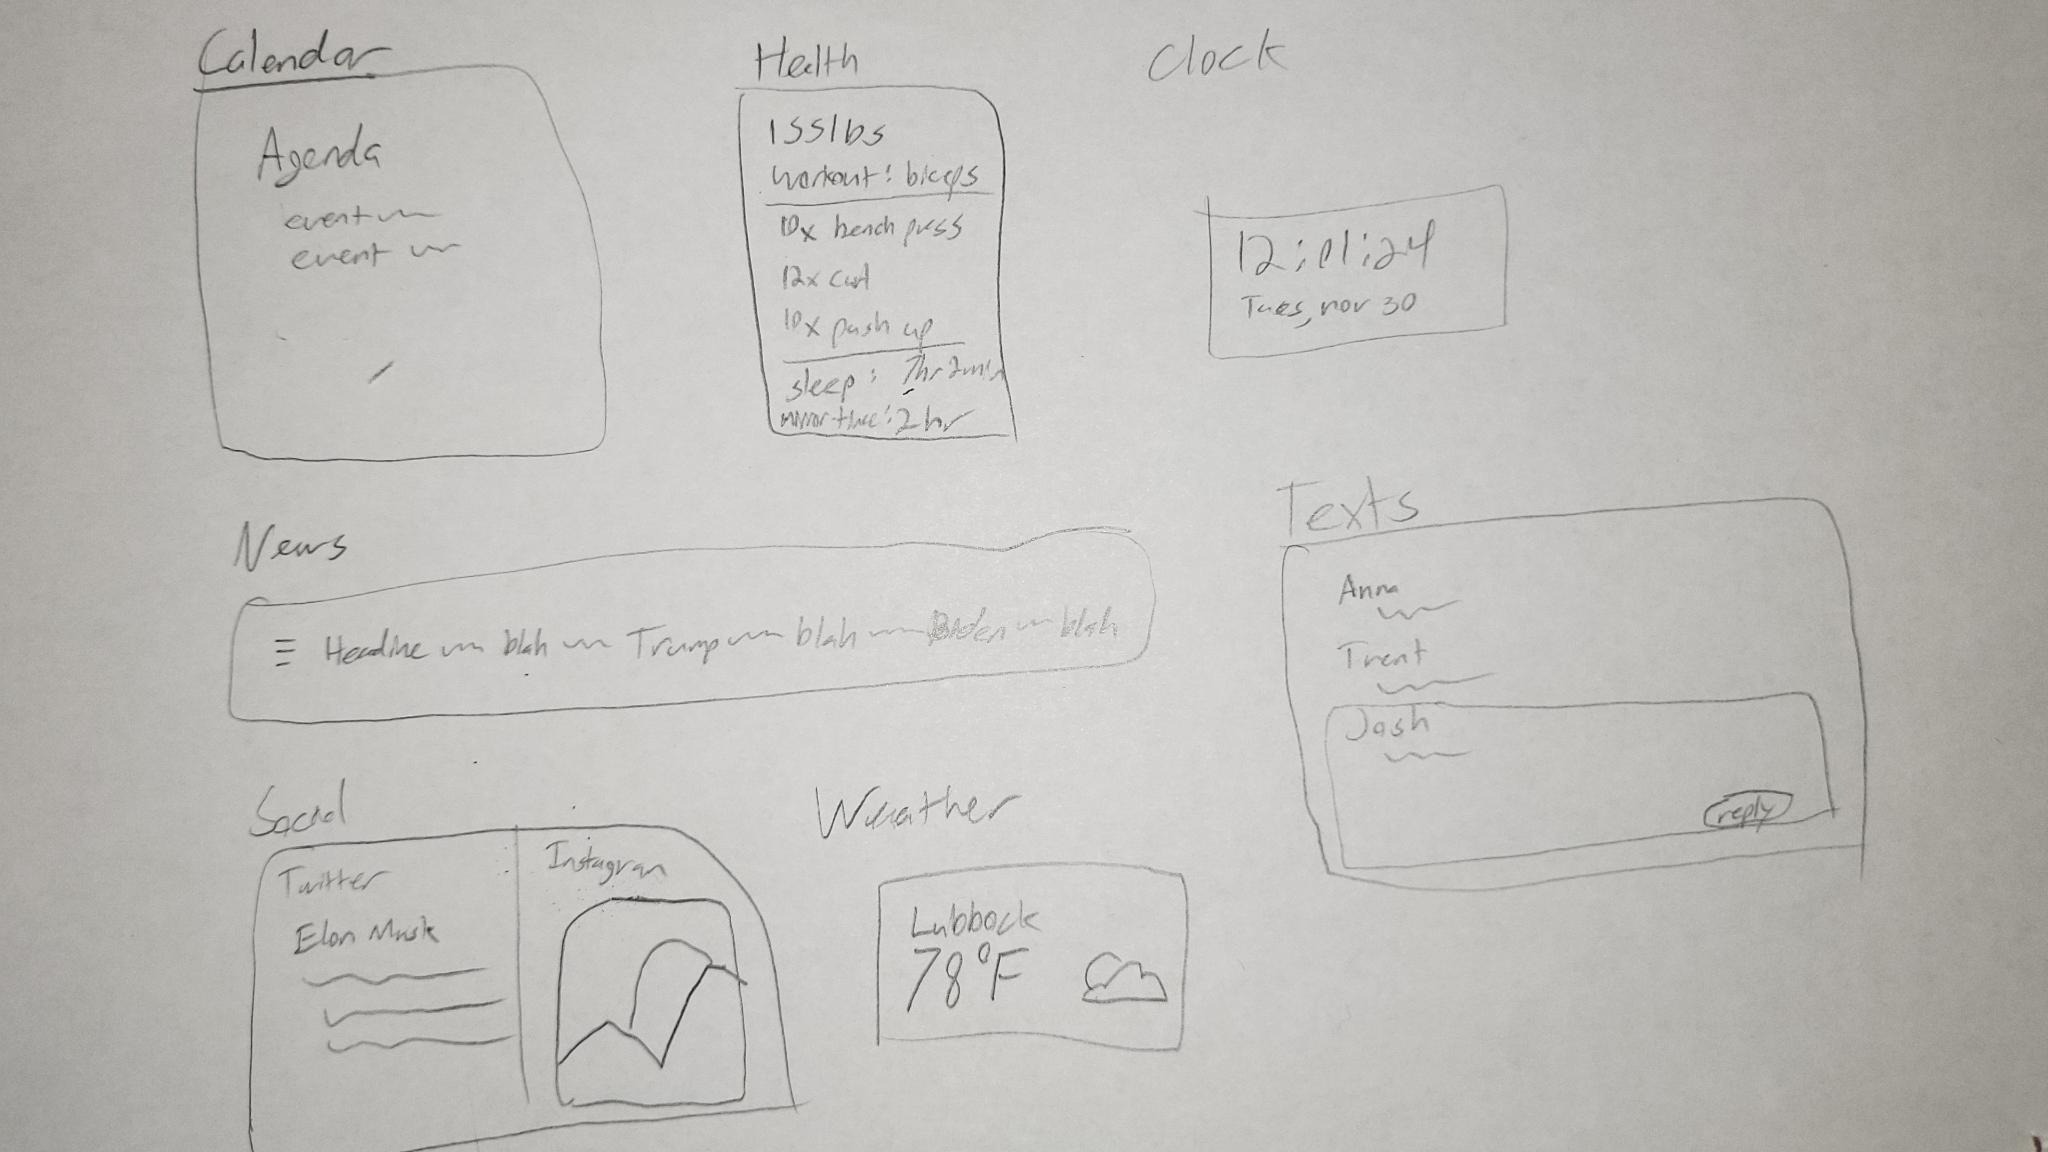 Calendar
Agenda
event
event
Health
155lbs
workout: biceps
10x bench press
12x curl
10x push up
sleep: 7hr 2min
mirror time: 2hr
Clock
12:01:24
Tues, nov 30
News
Headline blah Trump blah Biden blah
Texts
Anna
Trent
Josh
reply
Social
Twitter
Elon Musk
Instagram
Weather
Lubbock
78°F